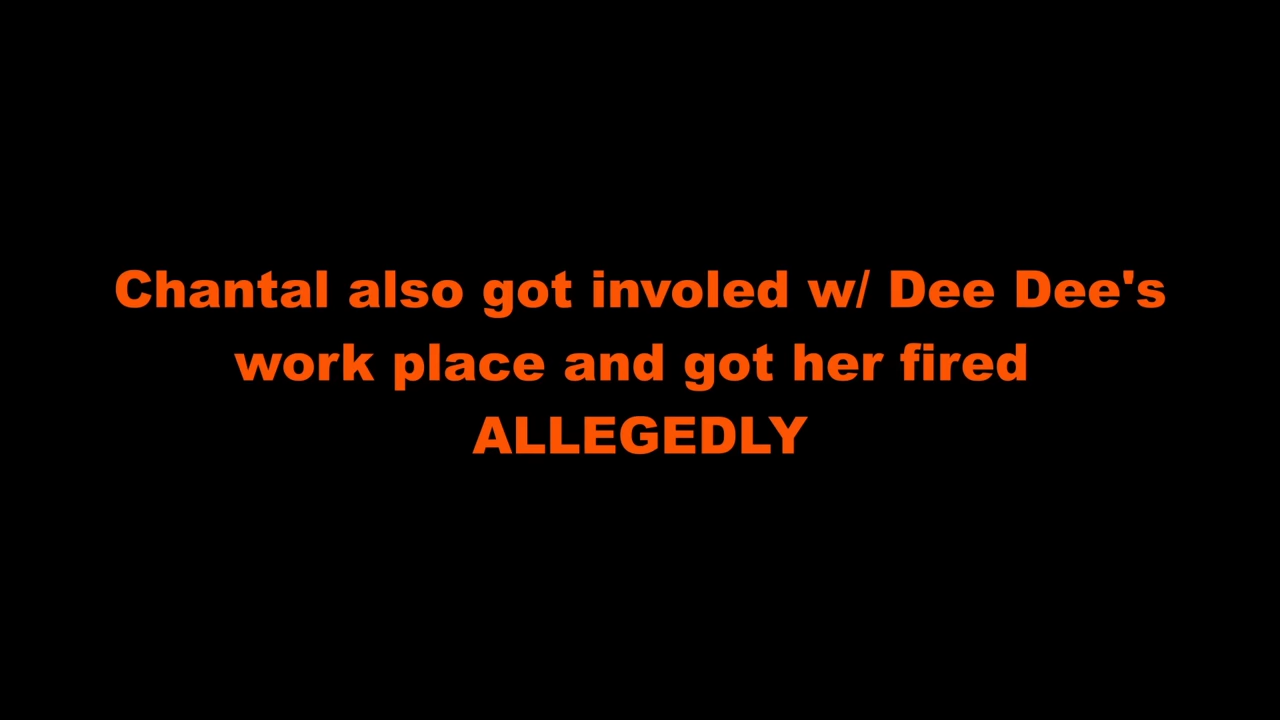 Chantal also got involed w/ Dee Dee's
work place and got her fired
ALLEGEDLY